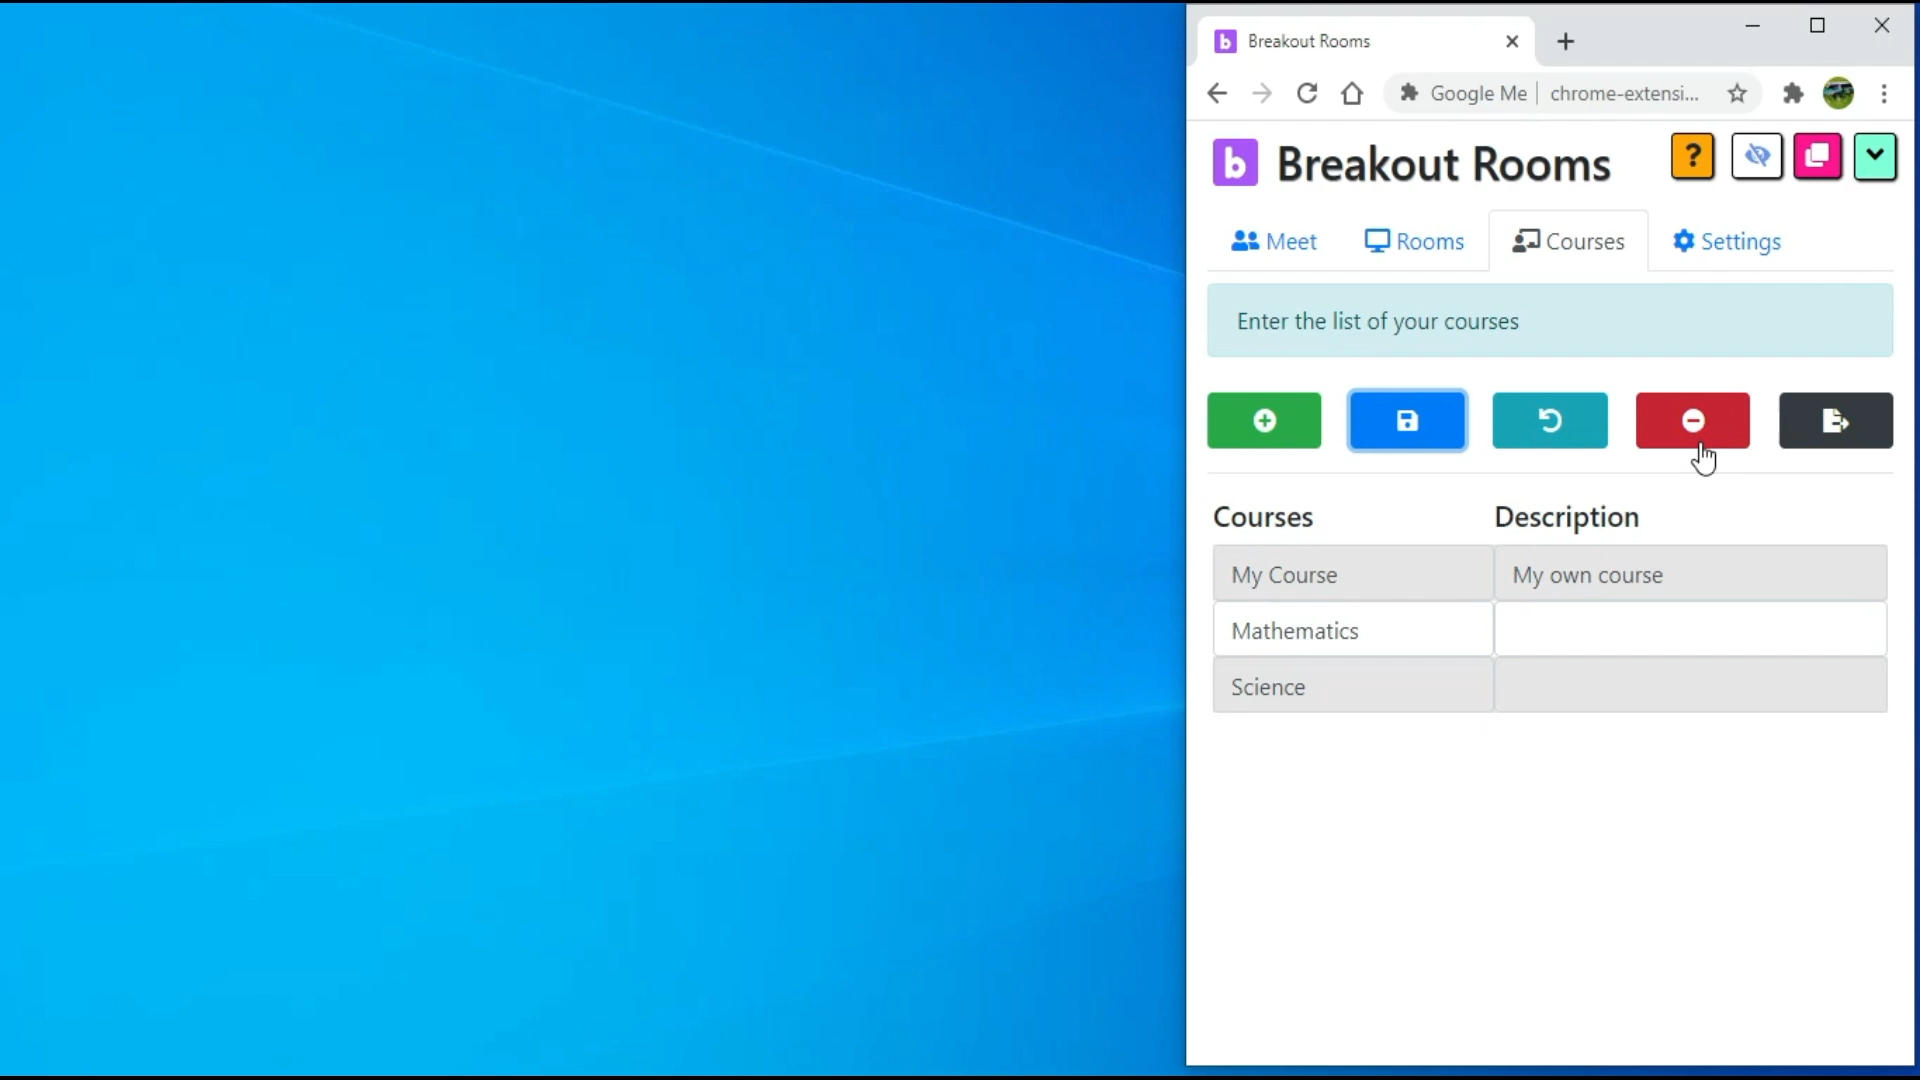 Breakout Rooms
Google Me chrome-extensi...
b Breakout Rooms ?
Meet Rooms Courses Settings
Enter the list of your courses
Courses Description
My Course My own course
Mathematics
Science